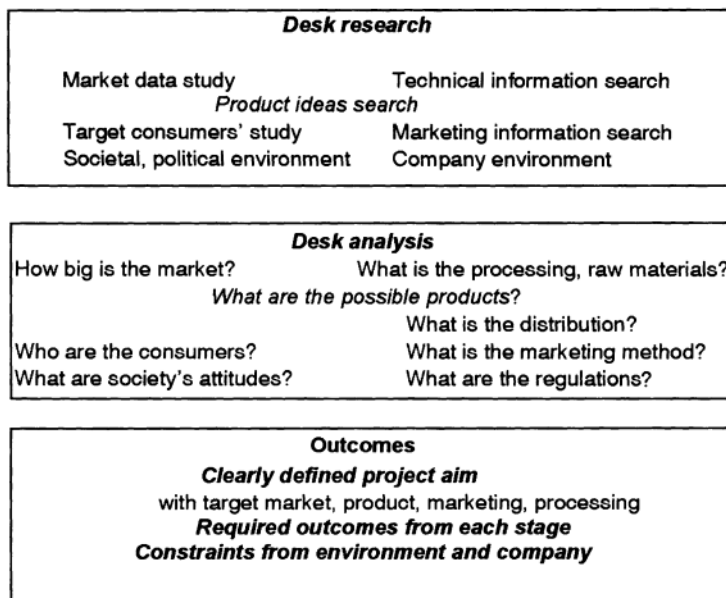 Desk research
Market data study Technical information search
Product ideas search
Target consumers' study Marketing information search
Societal, political environment Company environment
Desk analysis
How big is the market? What is the processing, raw materials?
What are the possible products?
What is the distribution?
Who are the consumers? What is the marketing method?
What are society's attitudes? What are the regulations?
Outcomes
Clearly defined project aim
with target market, product, marketing, processing
Required outcomes from each stage
Constraints from environment and company